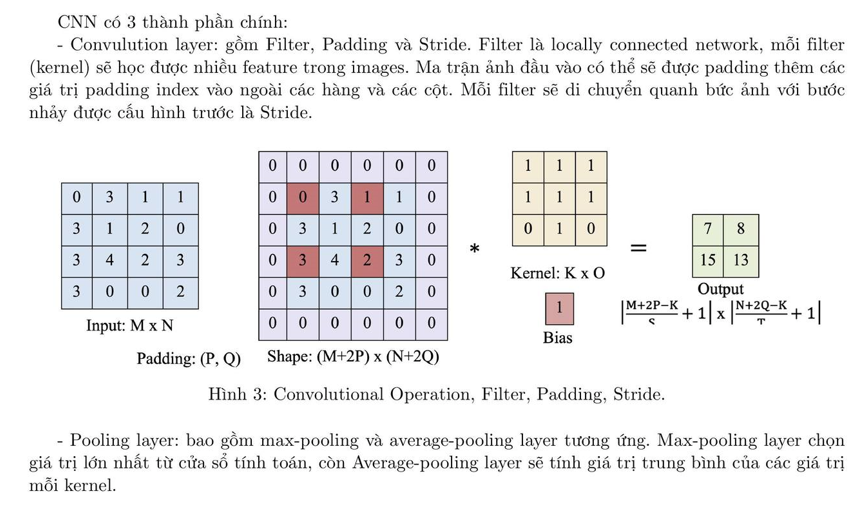 CNN có 3 thành phần chính:
- Convulution layer: gồm Filter, Padding và Stride. Filter là locally connected network, mỗi filter
(kernel) sẽ học được nhiều feature trong images. Ma trận ảnh đầu vào có thể sẽ được padding thêm các
giá trị padding index vào ngoài các hàng và các cột. Mỗi filter sẽ di chuyển quanh bức ảnh với bước
nhảy được cấu hình trước là Stride.
0 3 1 1
3 1 2 0
3 4 2 3
3 0 0 2
Input: M x N
Padding: (P, Q)
0 0 0 0 0 0
0 0 3 1 1 0
0 3 1 2 0 0
0 3 4 2 3 0
0 3 0 0 2 0
0 0 0 0 0 0
Shape: (M+2P) x (N+2Q)
*
1 1 1
1 1 1
0 1 0
Kernel: K x O
1
Bias
=
7 8
15 13
Output
|M+2P−K/S + 1| x |N+2Q−K/T + 1|
Hình 3: Convolutional Operation, Filter, Padding, Stride.
- Pooling layer: bao gồm max-pooling và average-pooling layer tương ứng. Max-pooling layer chọn
giá trị lớn nhất từ cửa sổ tính toán, còn Average-pooling layer sẽ tính giá trị trung bình của các giá trị
mỗi kernel.